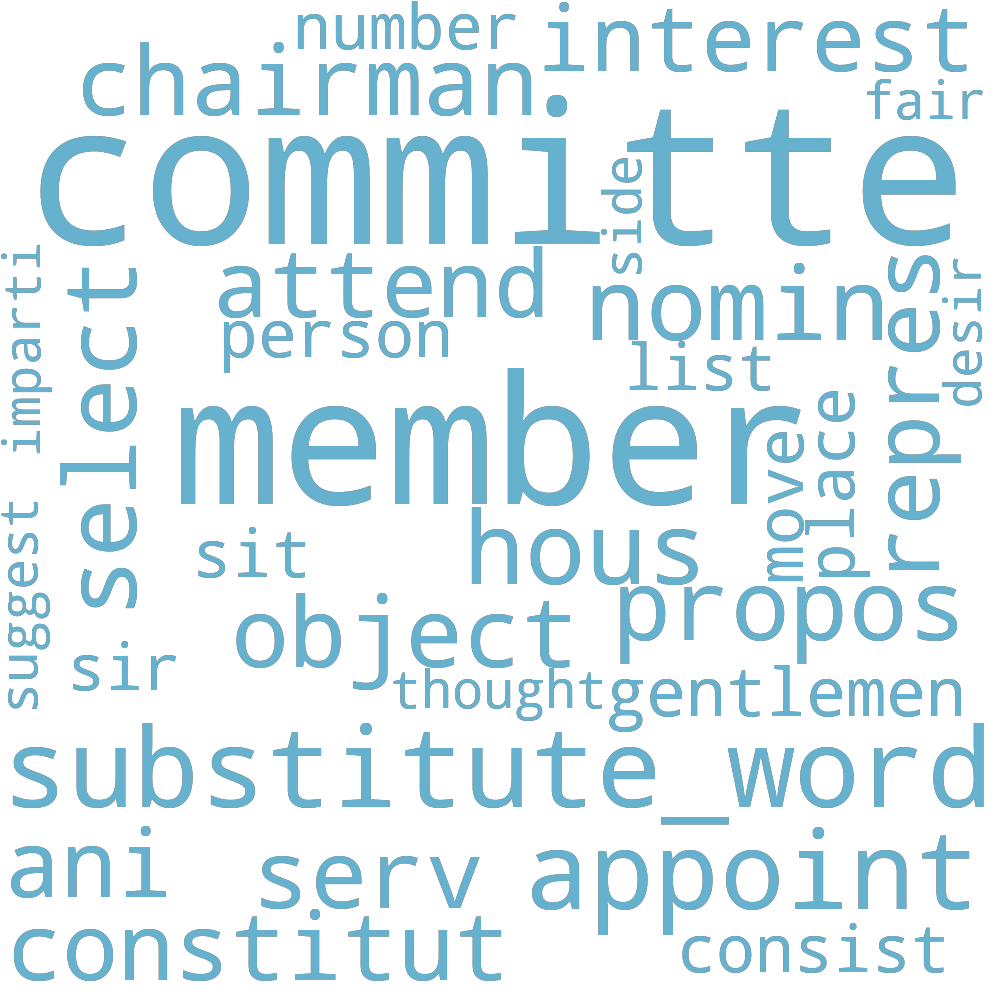 number
interest
chairman
fair
committe
side
attend
imparti
select
nomin
repres
desir
person
list
member
move
place
suggest
hous
sit
propos
object
sir
thought
gentlemen
substitute_word
ani
serv
appoint
constitut
consist